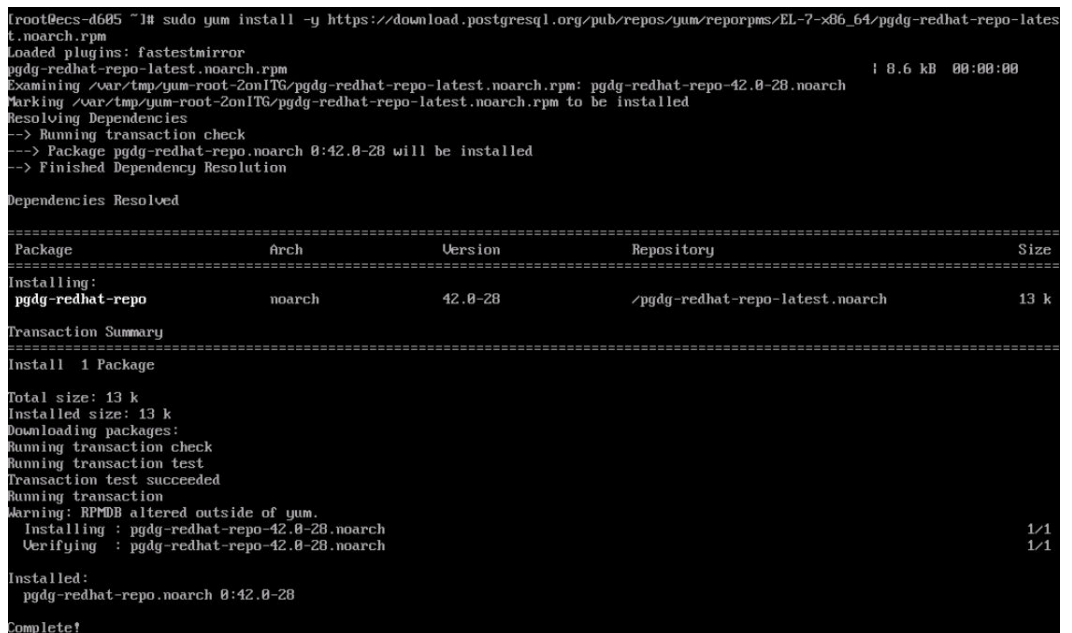 [root@ecs-d605 ~]# sudo yum install -y https://download.postgresql.org/pub/repos/yum/reporpms/EL-7-x86_64/pgdg-redhat-repo-lates
t.noarch.rpm
Loaded plugins: fastestmirror
pgdg-redhat-repo-latest.noarch.rpm | 8.6 kB 00:00:00
Examining /var/tmp/yum-root-2onITG/pgdg-redhat-repo-latest.noarch.rpm: pgdg-redhat-repo-42.0-28.noarch
Marking /var/tmp/yum-root-2onITG/pgdg-redhat-repo-latest.noarch.rpm to be installed
Resolving Dependencies
--> Running transaction check
---> Package pgdg-redhat-repo.noarch 0:42.0-28 will be installed
--> Finished Dependency Resolution

Dependencies Resolved

================================================================================
Package Arch Version Repository Size
================================================================================
Installing:
pgdg-redhat-repo noarch 42.0-28 /pgdg-redhat-repo-latest.noarch 13 k

Transaction Summary
================================================================================
Install 1 Package

Total size: 13 k
Installed size: 13 k
Downloading packages:
Running transaction check
Running transaction test
Transaction test succeeded
Running transaction
Warning: RPMDB altered outside of yum.
Installing : pgdg-redhat-repo-42.0-28.noarch 1/1
Verifying : pgdg-redhat-repo-42.0-28.noarch 1/1

Installed:
pgdg-redhat-repo.noarch 0:42.0-28

Complete!